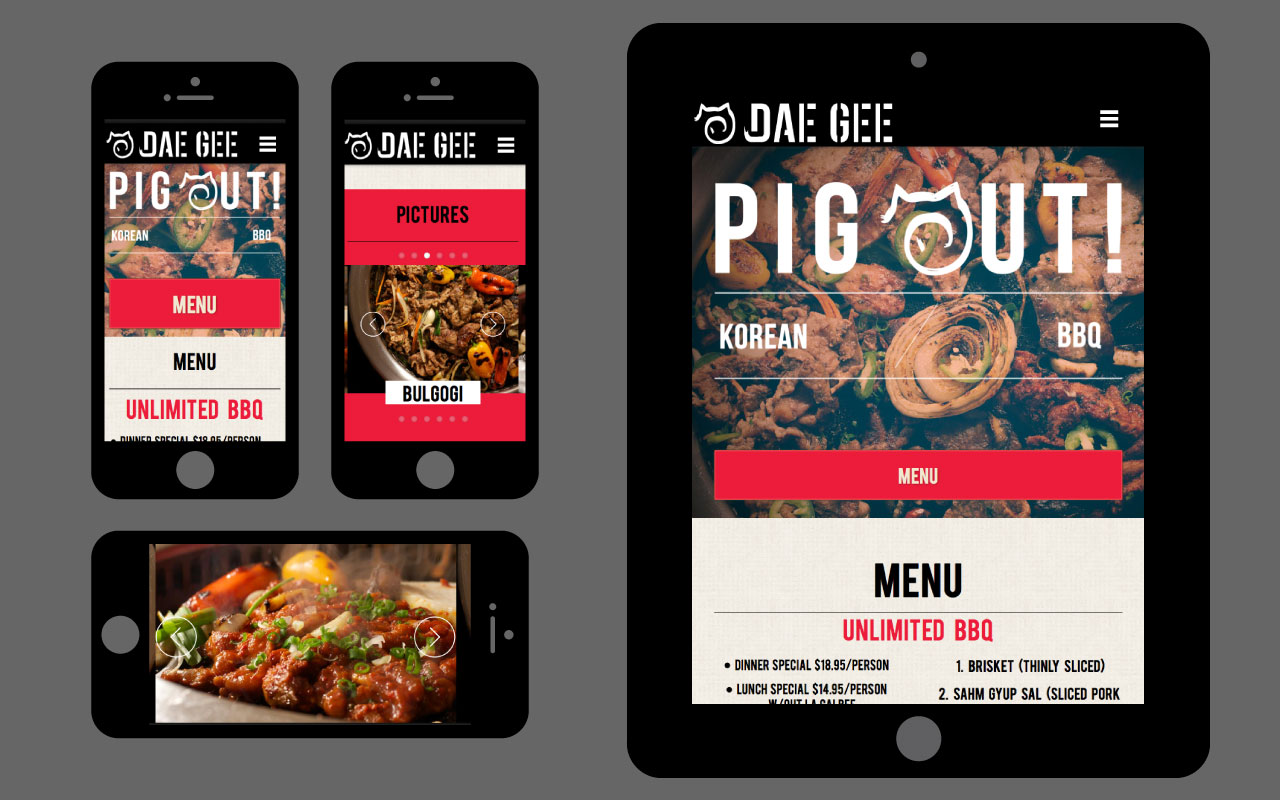 DAE GEE
PIG OUT!
KOREAN BBQ
MENU
MENU
UNLIMITED BBQ
• DINNER SPECIAL $18.95/PERSON
DAE GEE
PICTURES
BULGOGI
DAE GEE
PIG OUT!
KOREAN BBQ
MENU
MENU
UNLIMITED BBQ
• DINNER SPECIAL $18.95/PERSON
• LUNCH SPECIAL $14.95/PERSON
W/OUT LA GALBEE
1. BRISKET (THINLY SLICED)
2. SAHM GYUP SAL (SLICED PORK